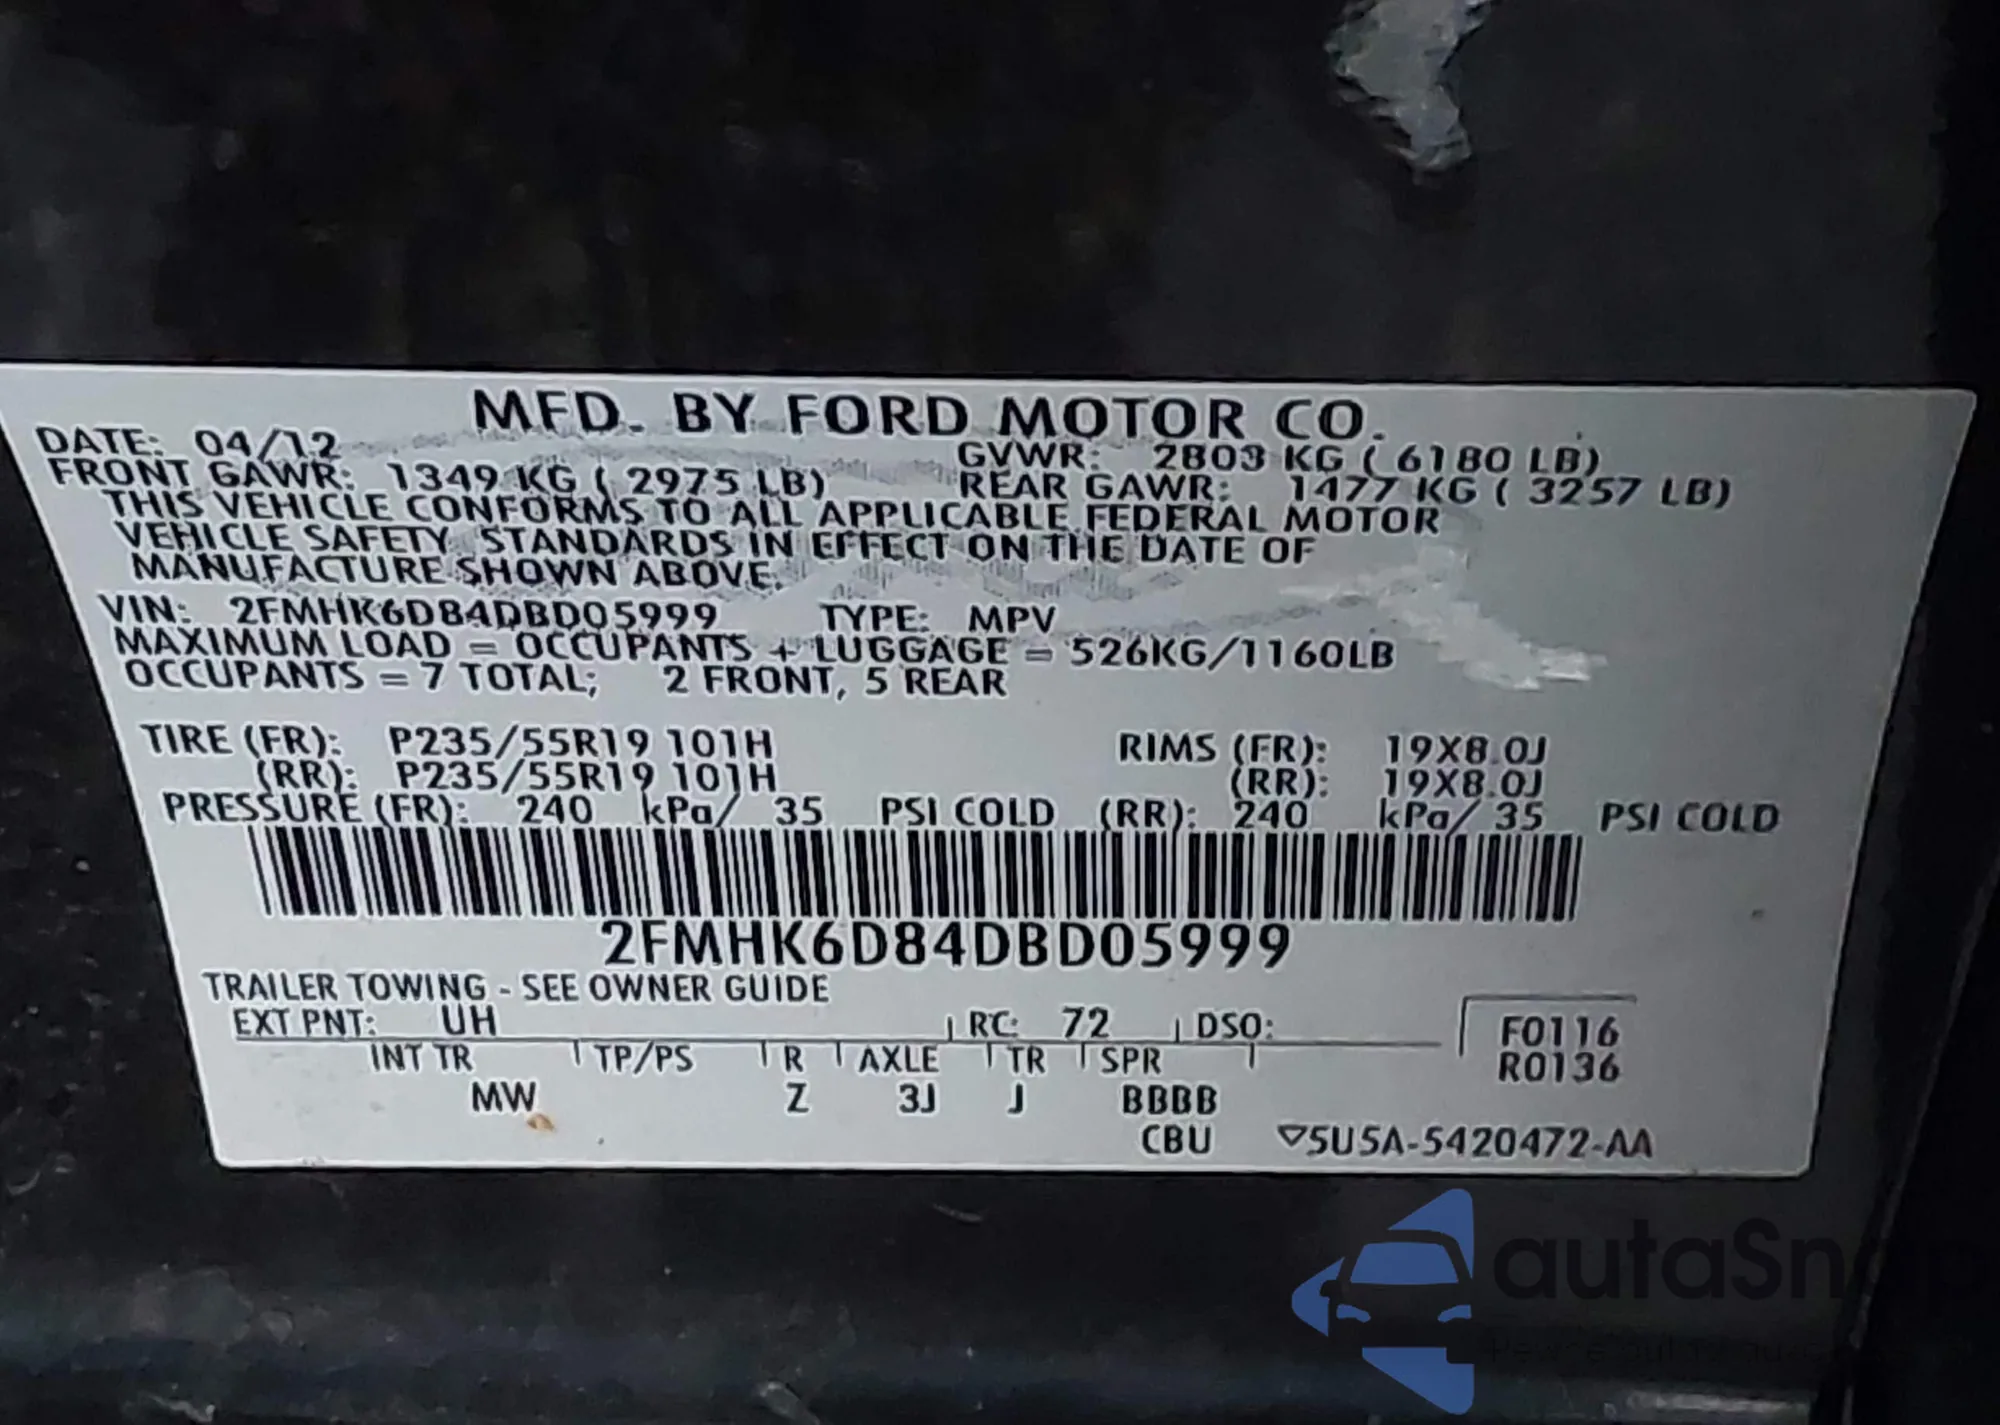 MFD. BY FORD MOTOR CO.
DATE: 04/12 GVWR: 2803 KG ( 6180 LB)
FRONT GAWR: 1349 KG ( 2975 LB) REAR GAWR: 1477 KG ( 3257 LB)
THIS VEHICLE CONFORMS TO ALL APPLICABLE FEDERAL MOTOR
VEHICLE SAFETY STANDARDS IN EFFECT ON THE DATE OF
MANUFACTURE SHOWN ABOVE.
VIN: 2FMHK6D84DBD05999 TYPE: MPV
MAXIMUM LOAD = OCCUPANTS + LUGGAGE = 526KG/1160LB
OCCUPANTS = 7 TOTAL; 2 FRONT, 5 REAR
TIRE (FR): P235/55R19 101H RIMS (FR): 19X8.0J
(RR): P235/55R19 101H (RR): 19X8.0J
PRESSURE (FR): 240 kPa/ 35 PSI COLD (RR): 240 kPa/ 35 PSI COLD
2FMHK6D84DBD05999
TRAILER TOWING - SEE OWNER GUIDE
EXT PNT: UH RC: 72 DSO: F0116
INT TR TP/PS R AXLE TR SPR R0136
MW Z 3J J BBBB
CBU ▽5U5A-5420472-AA
autaSnap